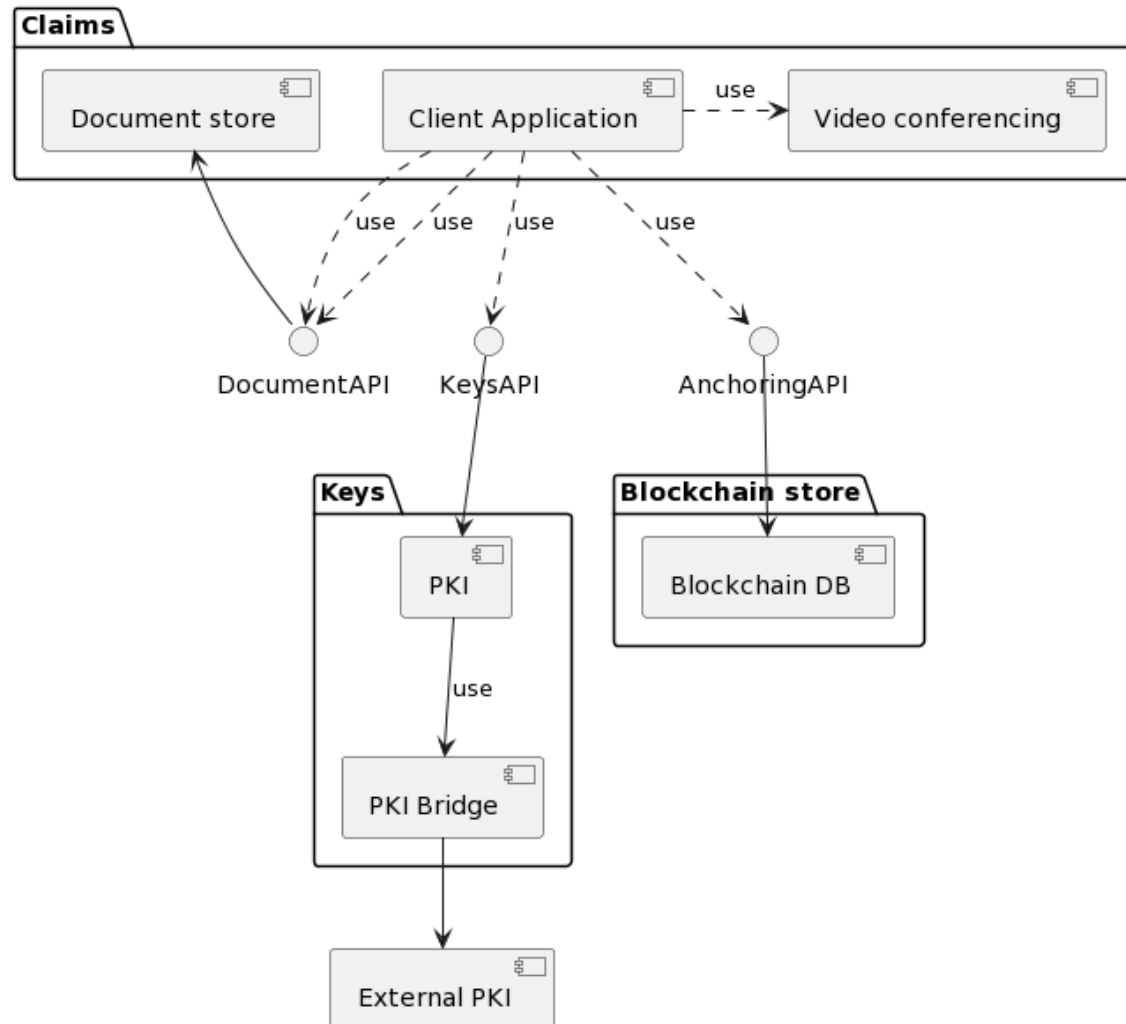 Claims
Document store
Client Application
use
Video conferencing
use
use
use
use
DocumentAPI
KeysAPI
AnchoringAPI
Keys
Blockchain store
PKI
Blockchain DB
use
PKI Bridge
External PKI